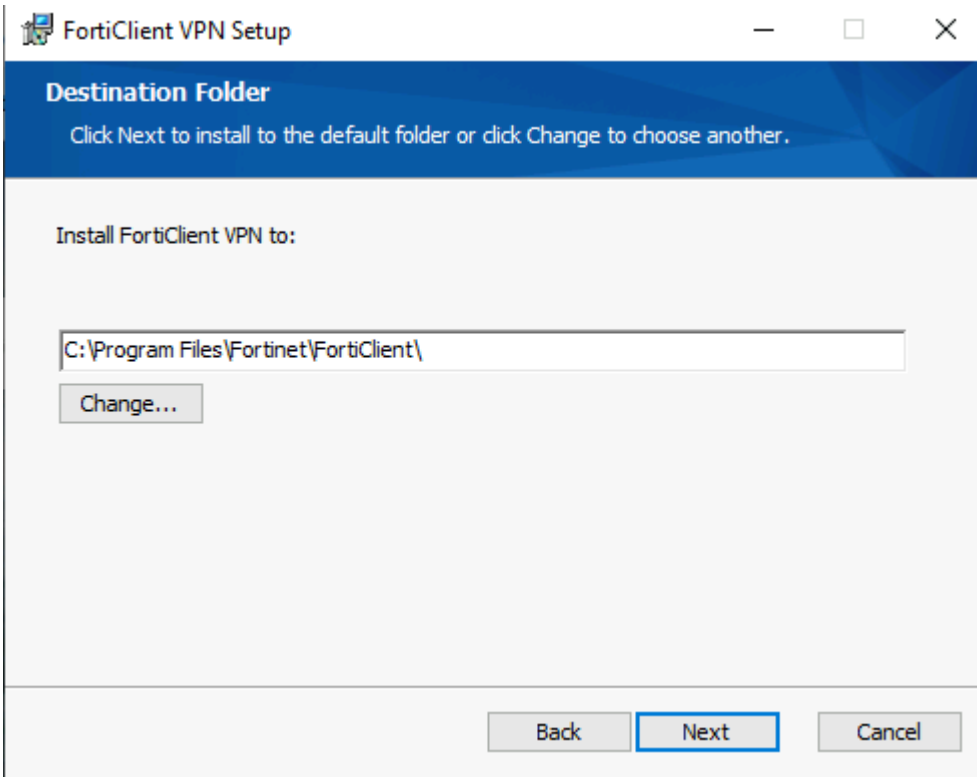 FortiClient VPN Setup
Destination Folder
Click Next to install to the default folder or click Change to choose another.
Install FortiClient VPN to:
C:\Program Files\Fortinet\FortiClient\
Change...
Back
Next
Cancel